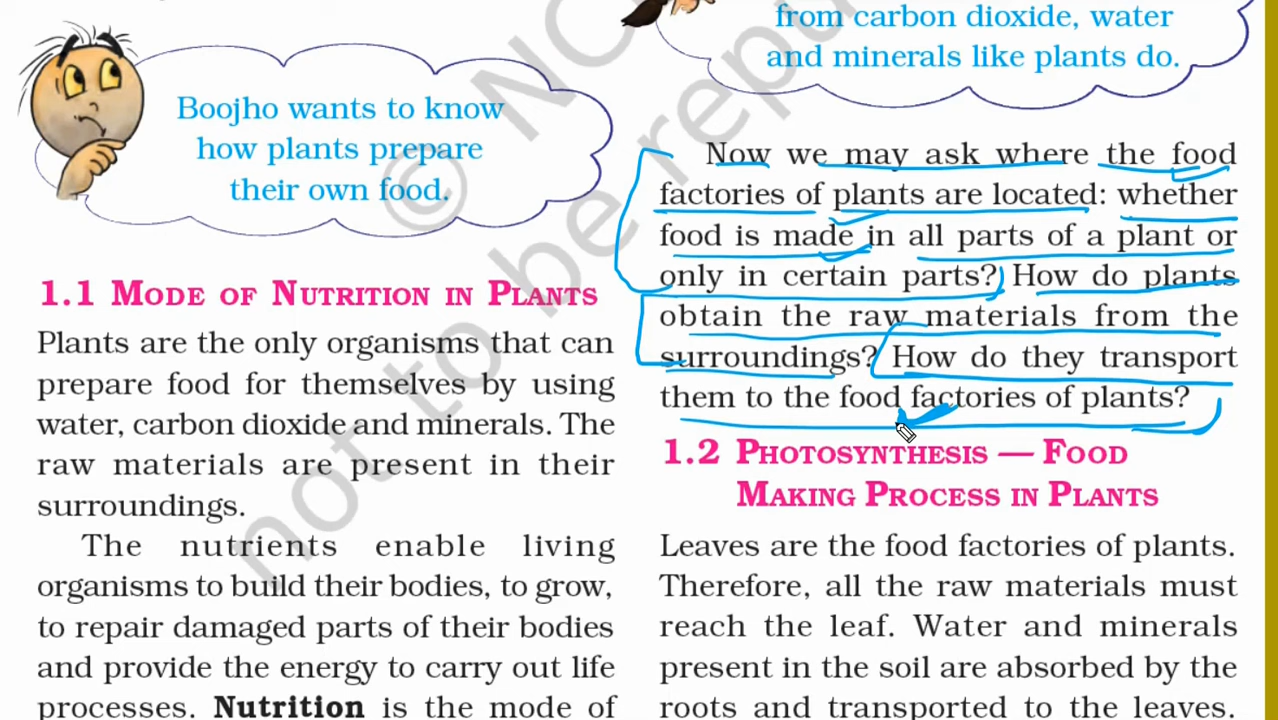 Boojho wants to know
how plants prepare
their own food.
1.1 MODE OF NUTRITION IN PLANTS
Plants are the only organisms that can
prepare food for themselves by using
water, carbon dioxide and minerals. The
raw materials are present in their
surroundings.
The nutrients enable living
organisms to build their bodies, to grow,
to repair damaged parts of their bodies
and provide the energy to carry out life
processes. Nutrition is the mode of
from carbon dioxide, water
and minerals like plants do.
Now we may ask where the food
factories of plants are located: whether
food is made in all parts of a plant or
only in certain parts? How do plants
obtain the raw materials from the
surroundings? How do they transport
them to the food factories of plants?
1.2 PHOTOSYNTHESIS — FOOD
MAKING PROCESS IN PLANTS
Leaves are the food factories of plants.
Therefore, all the raw materials must
reach the leaf. Water and minerals
present in the soil are absorbed by the
roots and transported to the leaves.
© NC
not to be repu